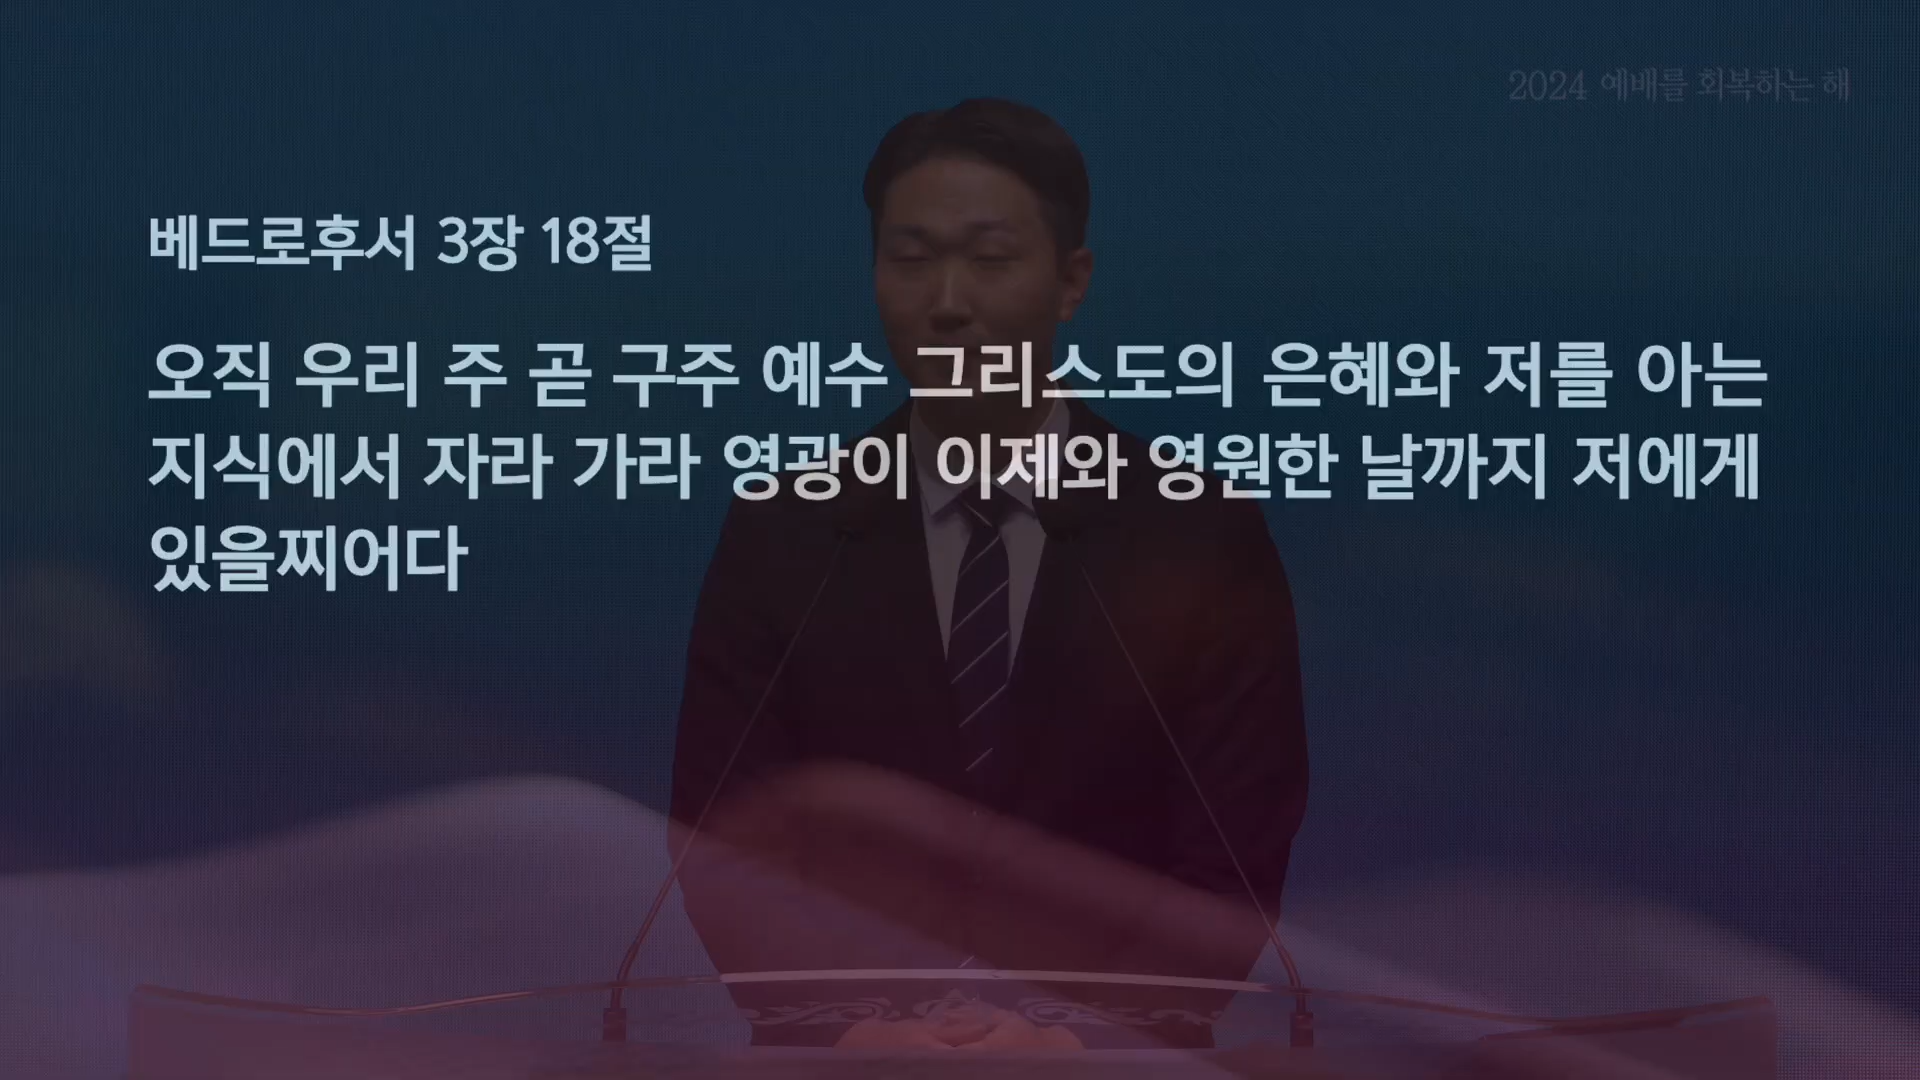 2024 예배를 회복하는 해
베드로후서 3장 18절
오직 우리 주 곧 구주 예수 그리스도의 은혜와 저를 아는
지식에서 자라 가라 영광이 이제와 영원한 날까지 저에게
있을찌어다